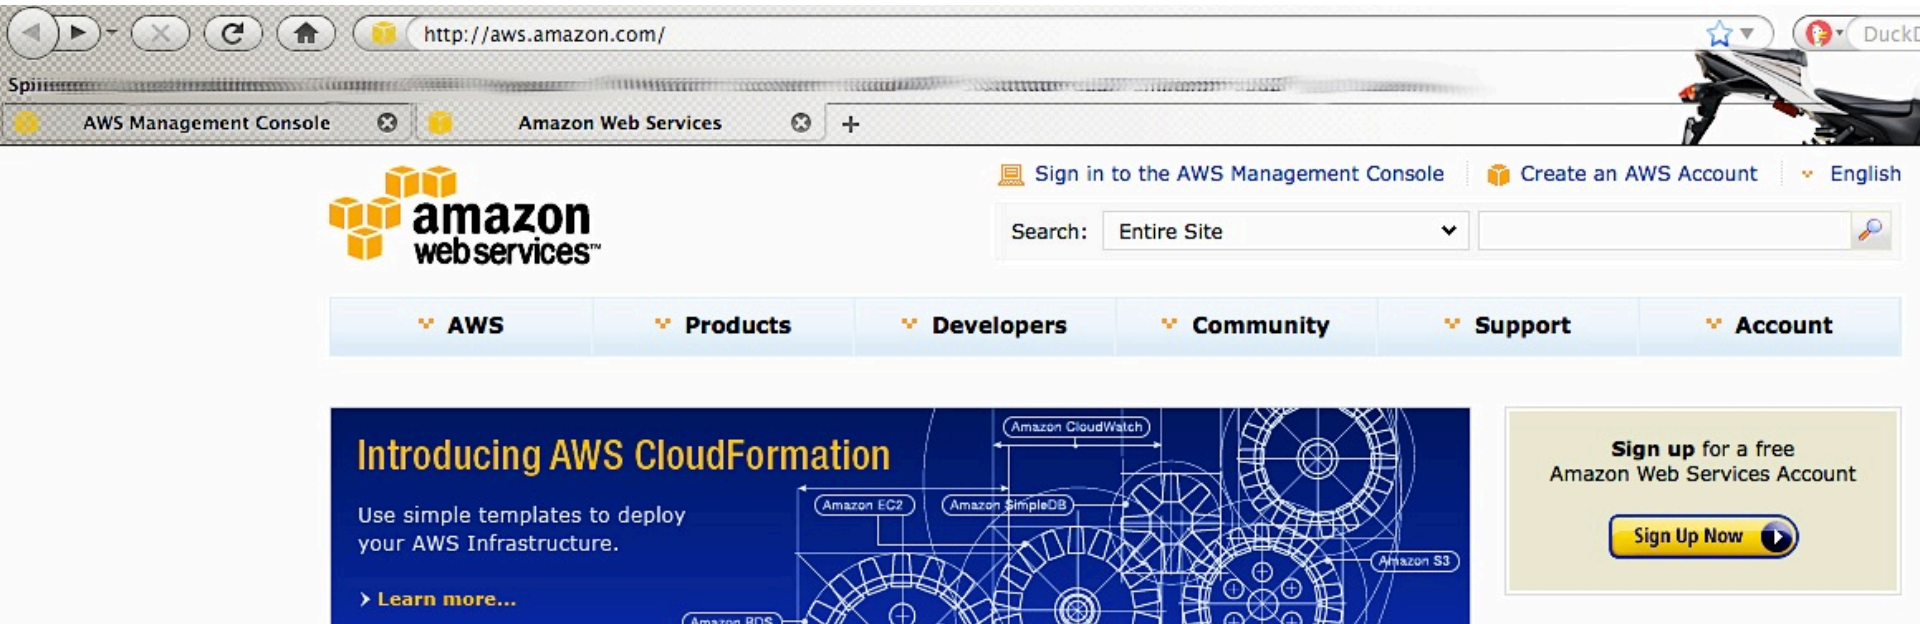 http://aws.amazon.com/
DuckD
AWS Management Console
Amazon Web Services
amazon
webservices™
Sign in to the AWS Management Console
Create an AWS Account
English
Search:
Entire Site
AWS
Products
Developers
Community
Support
Account
Introducing AWS CloudFormation
Use simple templates to deploy
your AWS Infrastructure.
Learn more...
Amazon CloudWatch
Amazon EC2
Amazon SimpleDB
Amazon S3
Amazon RDS
Sign up for a free
Amazon Web Services Account
Sign Up Now